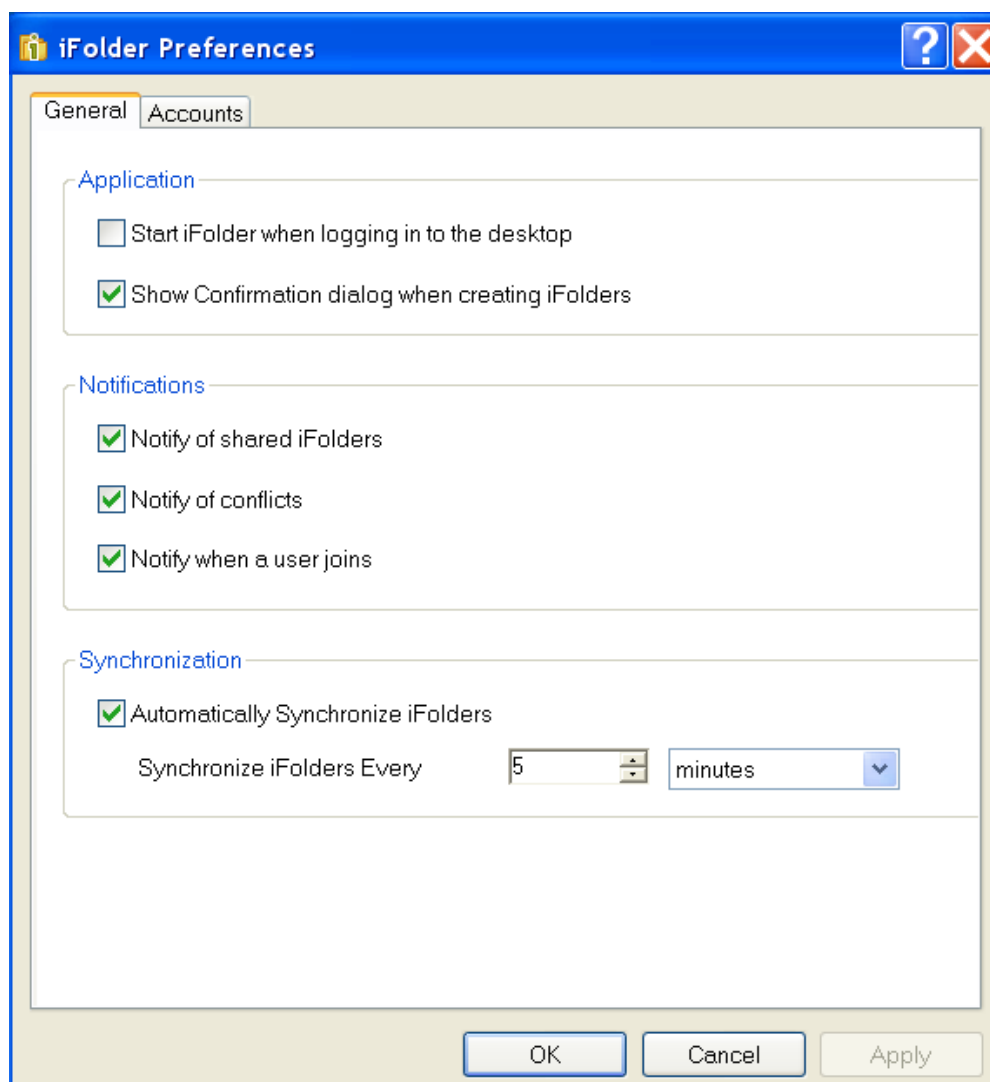 iFolder Preferences
General Accounts
Application
Start iFolder when logging in to the desktop
Show Confirmation dialog when creating iFolders
Notifications
Notify of shared iFolders
Notify of conflicts
Notify when a user joins
Synchronization
Automatically Synchronize iFolders
Synchronize iFolders Every 5 minutes
OK Cancel Apply